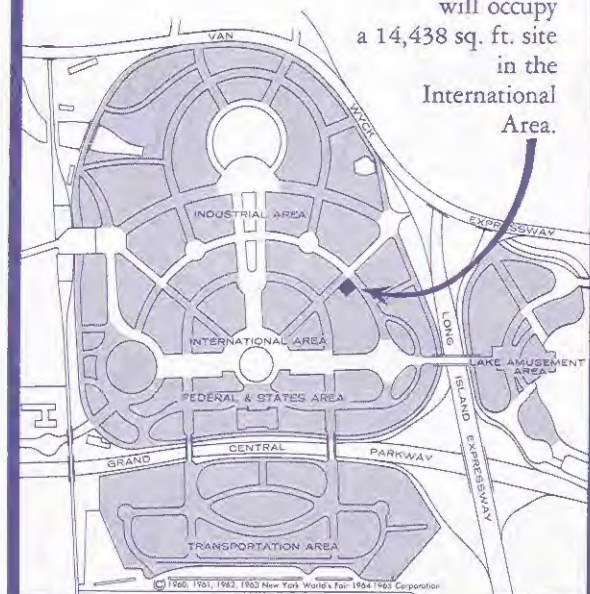 will occupy
a 14,438 sq. ft. site
in the
International
Area.
VAN
WYCK
EXPRESSWAY
INDUSTRIAL AREA
INTERNATIONAL AREA
LONG
ISLAND
EXPRESSWAY
LAKE AMUSEMENT
AREA
FEDERAL & STATES AREA
GRAND
CENTRAL
PARKWAY
TRANSPORTATION AREA
© 1960, 1961, 1962, 1963 New York World's Fair 1964-1965 Corporation